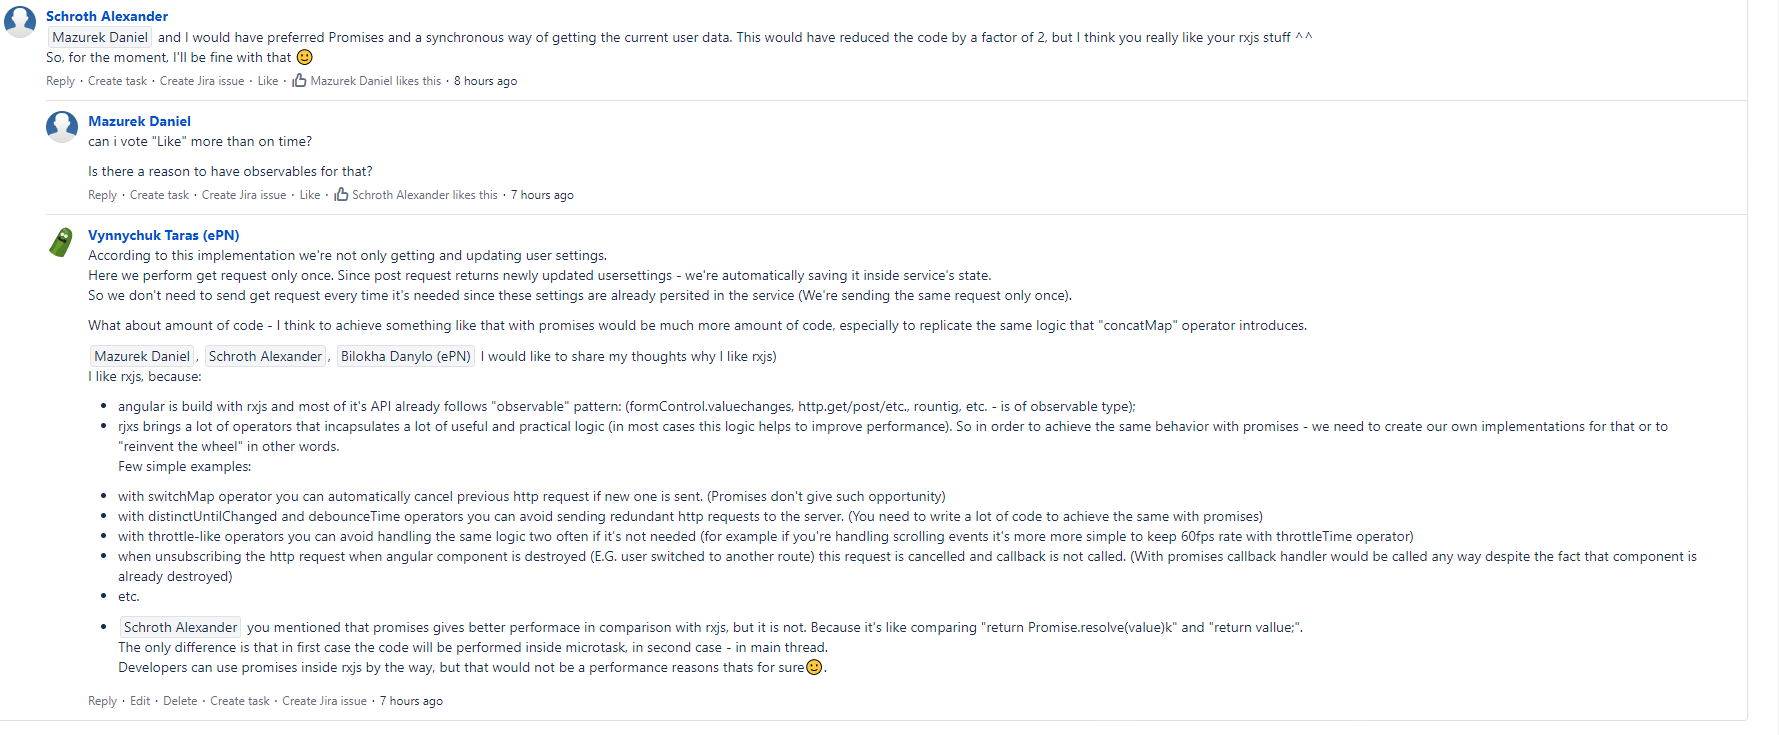 Schroth Alexander
Mazurek Daniel and I would have preferred Promises and a synchronous way of getting the current user data. This would have reduced the code by a factor of 2, but I think you really like your rxjs stuff ^^
So, for the moment, I'll be fine with that 🙂
Reply · Create task · Create Jira issue · Like · Mazurek Daniel likes this · 8 hours ago
Mazurek Daniel
can i vote "Like" more than on time?
Is there a reason to have observables for that?
Reply · Create task · Create Jira issue · Like · Schroth Alexander likes this · 7 hours ago
Vynnychuk Taras (ePN)
According to this implementation we're not only getting and updating user settings.
Here we perform get request only once. Since post request returns newly updated usersettings - we're automatically saving it inside service's state.
So we don't need to send get request every time it's needed since these settings are already persited in the service (We're sending the same request only once).
What about amount of code - I think to achieve something like that with promises would be much more amount of code, especially to replicate the same logic that "concatMap" operator introduces.
Mazurek Daniel , Schroth Alexander , Bilokha Danylo (ePN) I would like to share my thoughts why I like rxjs)
I like rxjs, because:
• angular is build with rxjs and most of it's API already follows "observable" pattern: (formControl.valuechanges, http.get/post/etc., rountig, etc. - is of observable type);
• rjxs brings a lot of operators that incapsulates a lot of useful and practical logic (in most cases this logic helps to improve performance). So in order to achieve the same behavior with promises - we need to create our own implementations for that or to
"reinvent the wheel" in other words.
Few simple examples:
• with switchMap operator you can automatically cancel previous http request if new one is sent. (Promises don't give such opportunity)
• with distinctUntilChanged and debounceTime operators you can avoid sending redundant http requests to the server. (You need to write a lot of code to achieve the same with promises)
• with throttle-like operators you can avoid handling the same logic two often if it's not needed (for example if you're handling scrolling events it's more more simple to keep 60fps rate with throttleTime operator)
• when unsubscribing the http request when angular component is destroyed (E.G. user switched to another route) this request is cancelled and callback is not called. (With promises callback handler would be called any way despite the fact that component is
already destroyed)
• etc.
• Schroth Alexander you mentioned that promises gives better performace in comparison with rxjs, but it is not. Because it's like comparing "return Promise.resolve(value)k" and "return vallue;".
The only difference is that in first case the code will be performed inside microtask, in second case - in main thread.
Developers can use promises inside rxjs by the way, but that would not be a performance reasons thats for sure🙂.
Reply · Edit · Delete · Create task · Create Jira issue · 7 hours ago